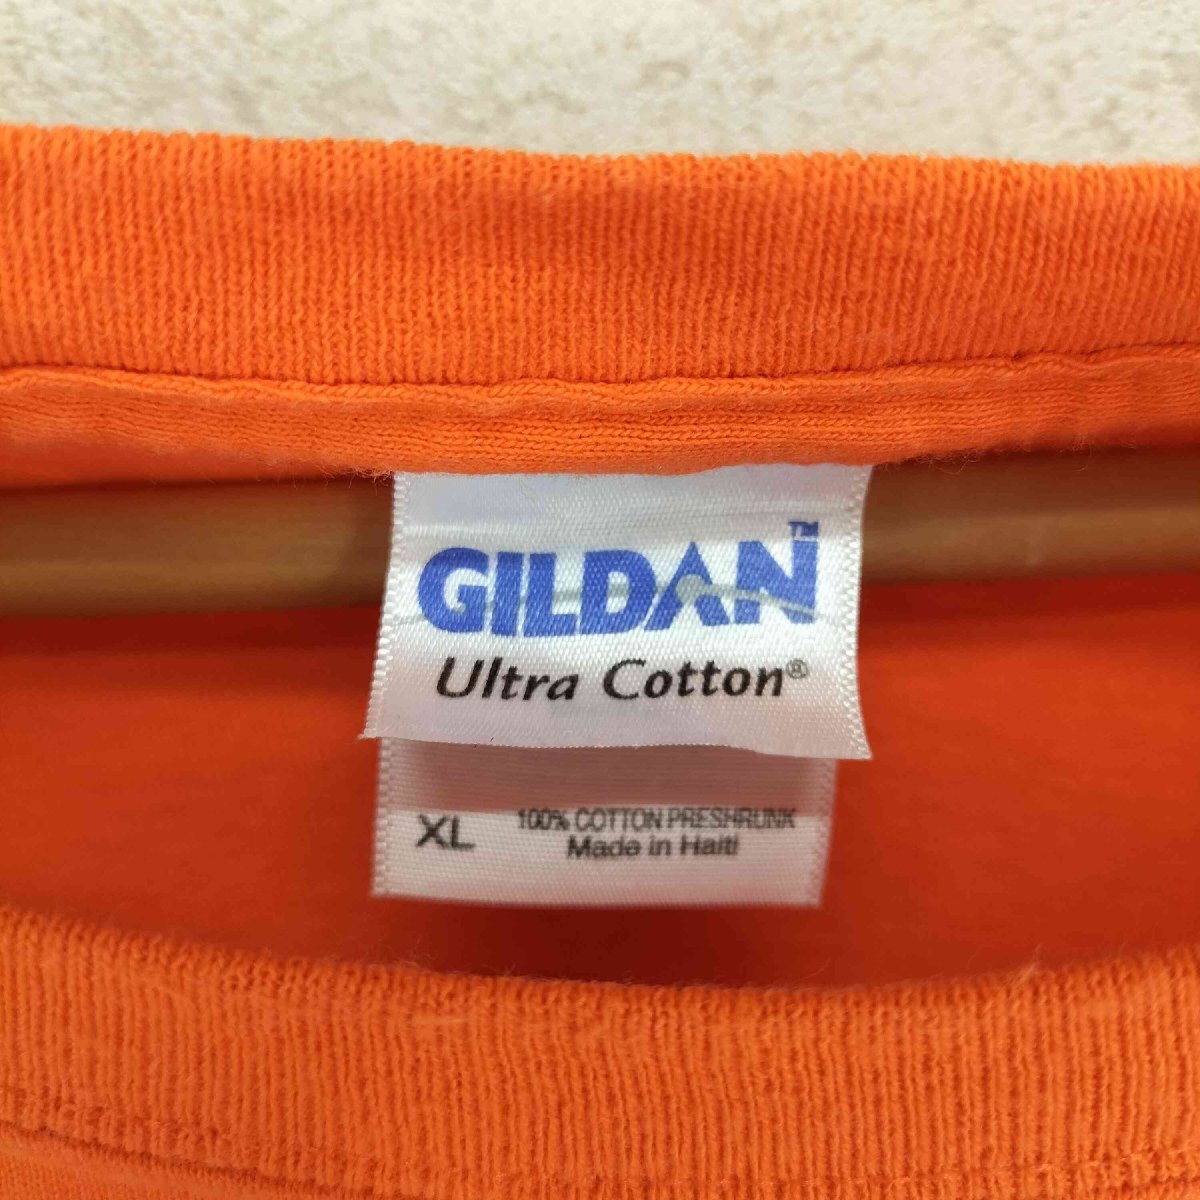 GILDAN™
Ultra Cotton®
XL
100% COTTON PRESHRUNK
Made in Haiti